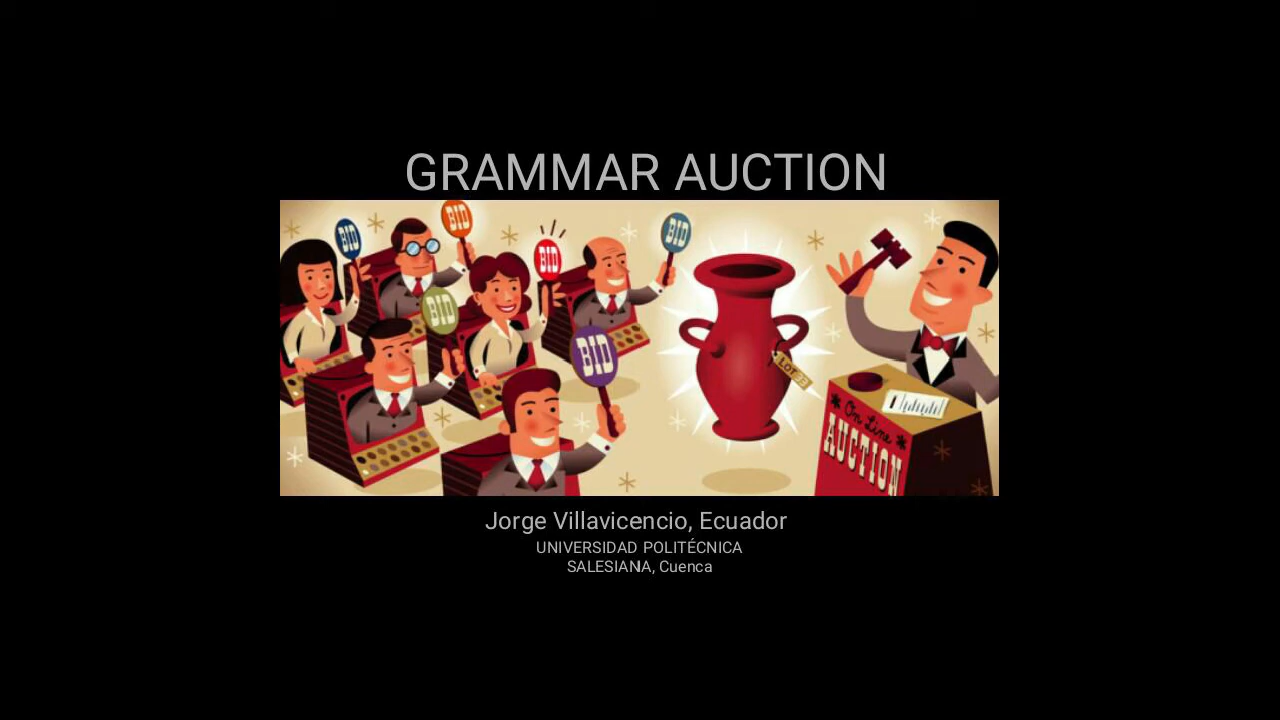 GRAMMAR AUCTION
BID
BID
BID
BID
BID
BID
LOT 33
On Line
AUCTION
Jorge Villavicencio, Ecuador
UNIVERSIDAD POLITÉCNICA
SALESIANA, Cuenca